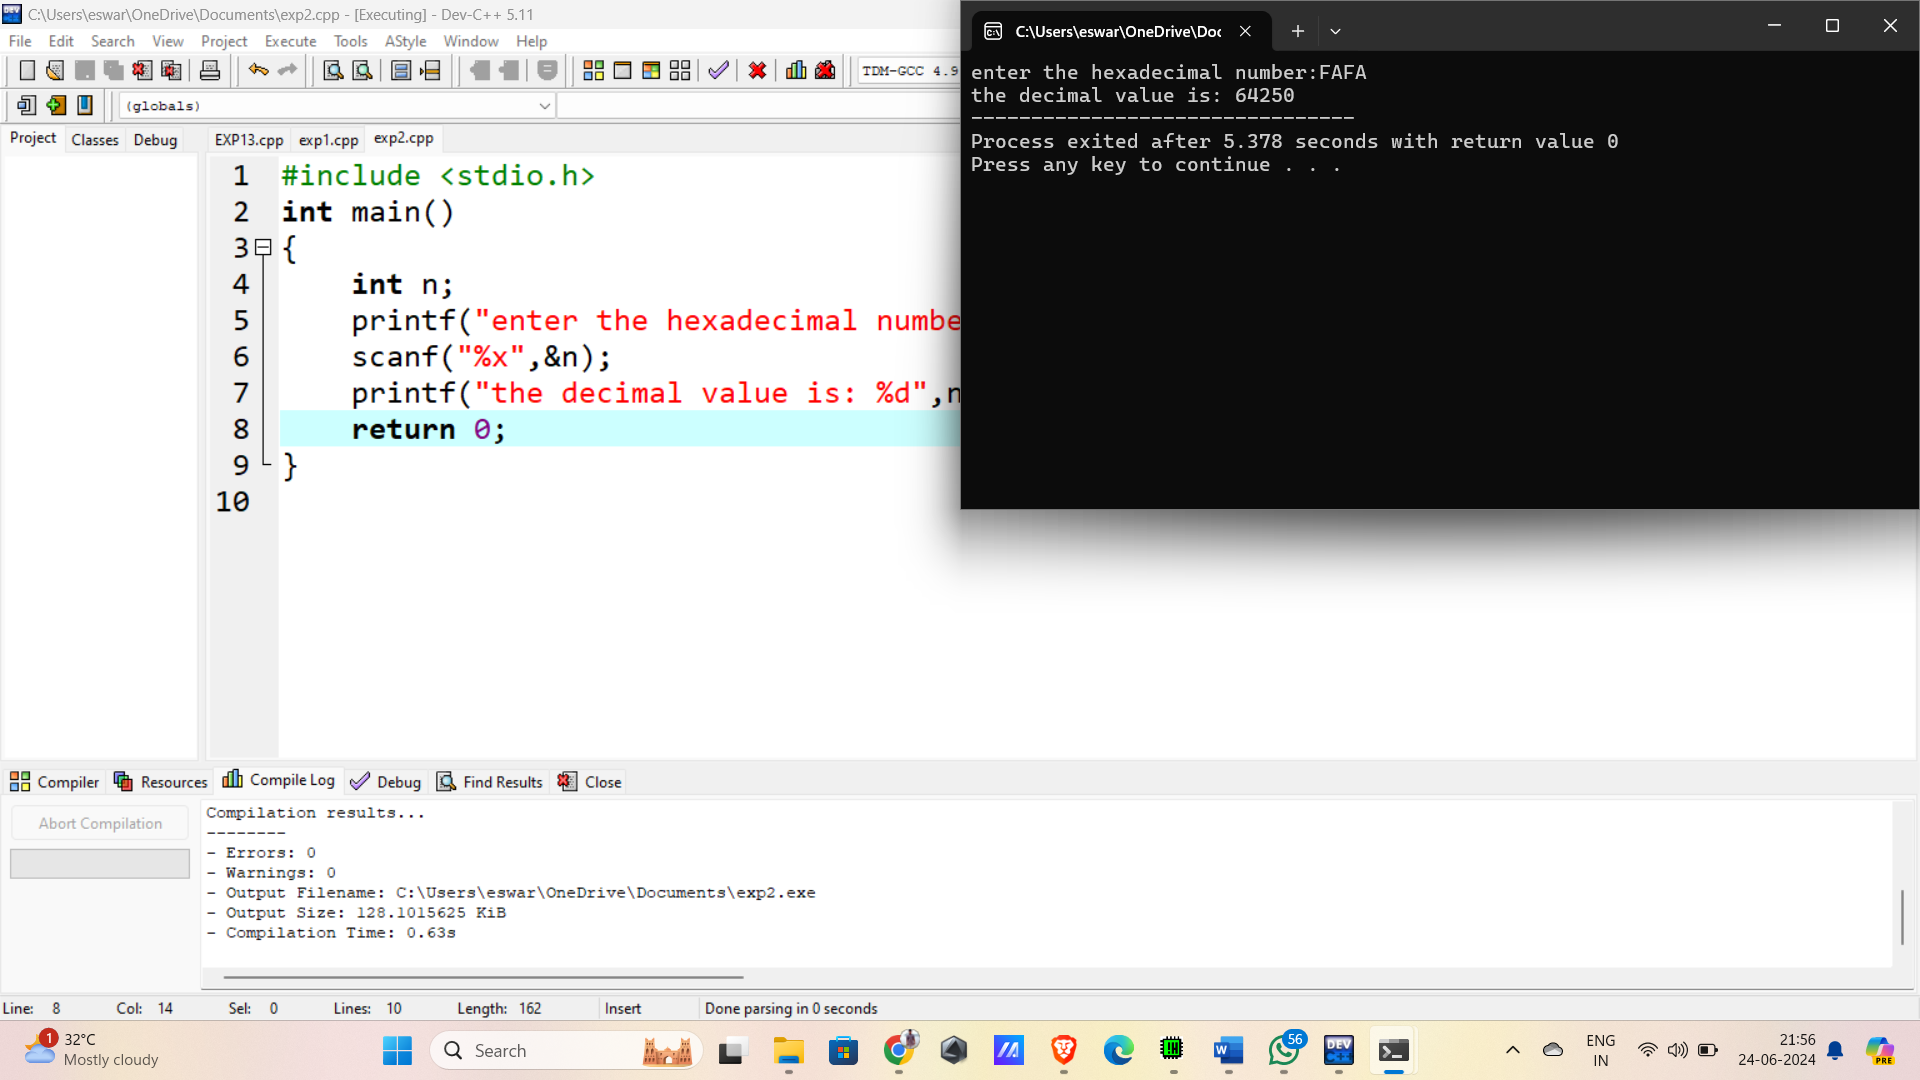 C:\Users\eswar\OneDrive\Documents\exp2.cpp - [Executing] - Dev-C++ 5.11
File Edit Search View Project Execute Tools AStyle Window Help
TDM-GCC 4.9
(globals)
Project Classes Debug
EXP13.cpp exp1.cpp exp2.cpp
1 #include <stdio.h>
2 int main()
3 {
4 int n;
5 printf("enter the hexadecimal numbe
6 scanf("%x",&n);
7 printf("the decimal value is: %d",n
8 return 0;
9 }
10
C:\Users\eswar\OneDrive\Doc
enter the hexadecimal number:FAFA
the decimal value is: 64250
--------------------------------
Process exited after 5.378 seconds with return value 0
Press any key to continue . . .
Compiler Resources Compile Log Debug Find Results Close
Abort Compilation
Compilation results...
--------
- Errors: 0
- Warnings: 0
- Output Filename: C:\Users\eswar\OneDrive\Documents\exp2.exe
- Output Size: 128.1015625 KiB
- Compilation Time: 0.63s
Line: 8 Col: 14 Sel: 0 Lines: 10 Length: 162 Insert Done parsing in 0 seconds
1
32°C
Mostly cloudy
Search
W
56
DEV
C++
ENG
IN
21:56
24-06-2024
PRE